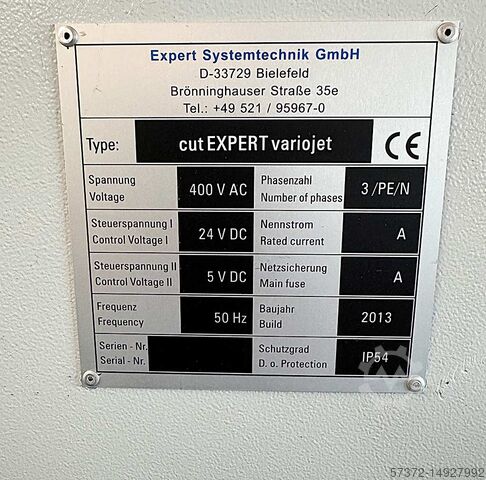 Expert Systemtechnik GmbH
D-33729 Bielefeld
Brönninghauser Straße 35e
Tel.: +49 521 / 95967-0
Type: cutEXPERT variojet CE
Spannung
Voltage
400 V AC
Phasenzahl
Number of phases
3 /PE/N
Steuerspannung I
Control Voltage I
24 V DC
Nennstrom
Rated current
A
Steuerspannung II
Control Voltage II
5 V DC
Netzsicherung
Main fuse
A
Frequenz
Frequency
50 Hz
Baujahr
Build
2013
Serien - Nr.
Serial - Nr.
Schutzgrad
D. o. Protection
IP54
57372-14927992